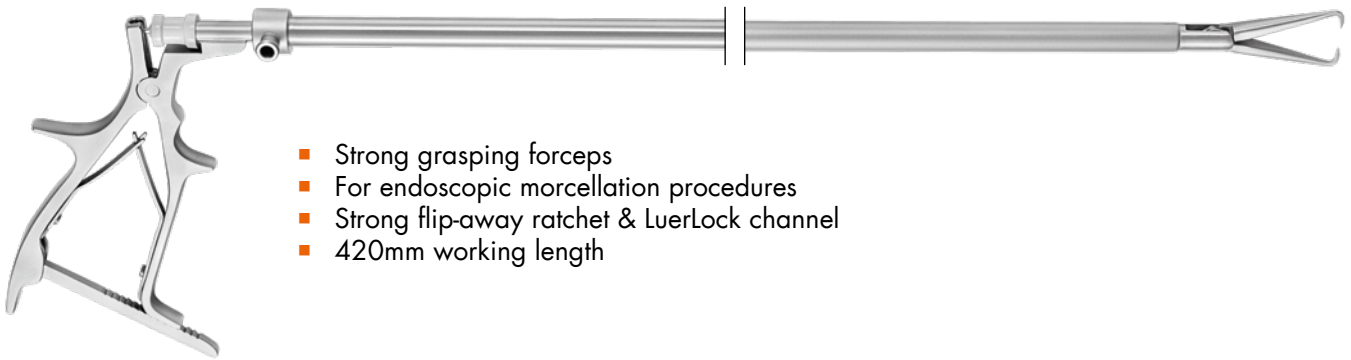 Strong grasping forceps
For endoscopic morcellation procedures
Strong flip-away ratchet & LuerLock channel
420mm working length